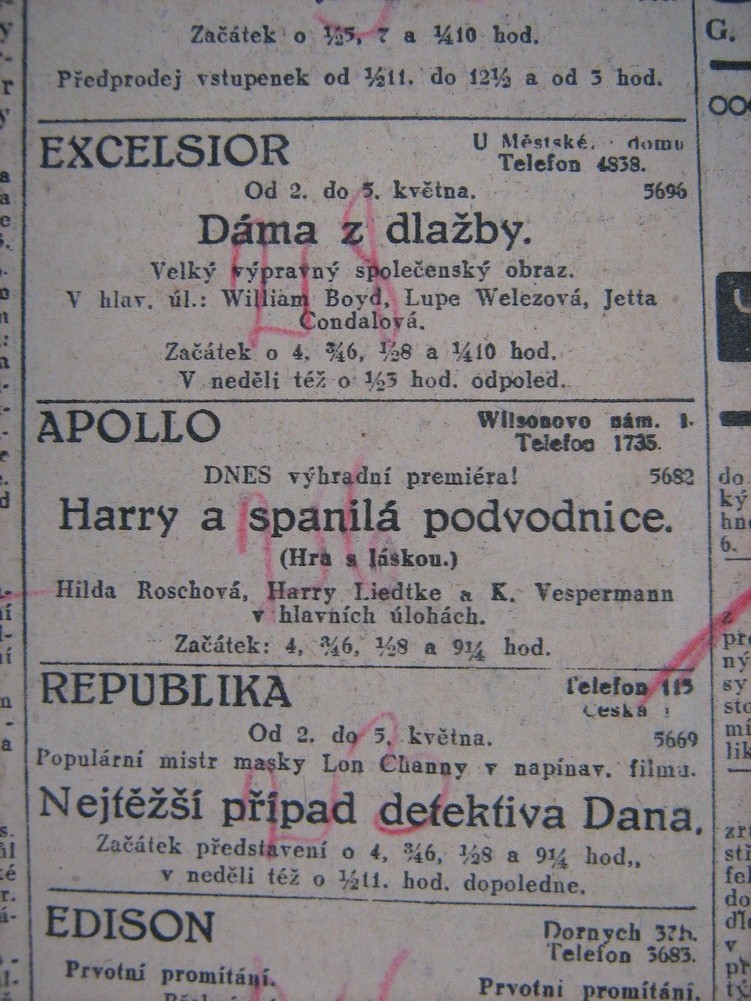 Začátek o ½5, 7 a ¼10 hod.
Předprodej vstupenek od ½11. do 12½ a od 3 hod.
G.
EXCELSIOR
U Městské. domu
Telefon 4838.
Od 2. do 5. května.
5696
Dáma z dlažby.
Velký výpravný společenský obraz.
V hlav. úl.: William Boyd, Lupe Welezová, Jetta
Condalová.
Začátek o 4, ¾6, ½8 a ¼10 hod.
V neděli též o ½3 hod. odpoled.
APOLLO
Wilsonovo nám. 1.
Telefon 1735.
DNES výhradní premiéra!
5682
Harry a spanilá podvodnice.
(Hra s láskou.)
Hilda Roschová, Harry Liedtke a K. Vespermann
v hlavních úlohách.
Začátek: 4, ¾6, ½8 a 9¼ hod.
REPUBLIKA
Telefon 115
Česká 1
Od 2. do 5. května.
5669
Populární mistr masky Lon Channy v napínav. filmu.
Nejtěžší případ detektiva Dana.
Začátek představení o 4, ¾6, ½8 a 9¼ hod,,
v neděli též o ½11. hod. dopoledne.
EDISON
Dornych 37h.
Telefon 3683.
Prvotní promítání.
Prvotni promítání.